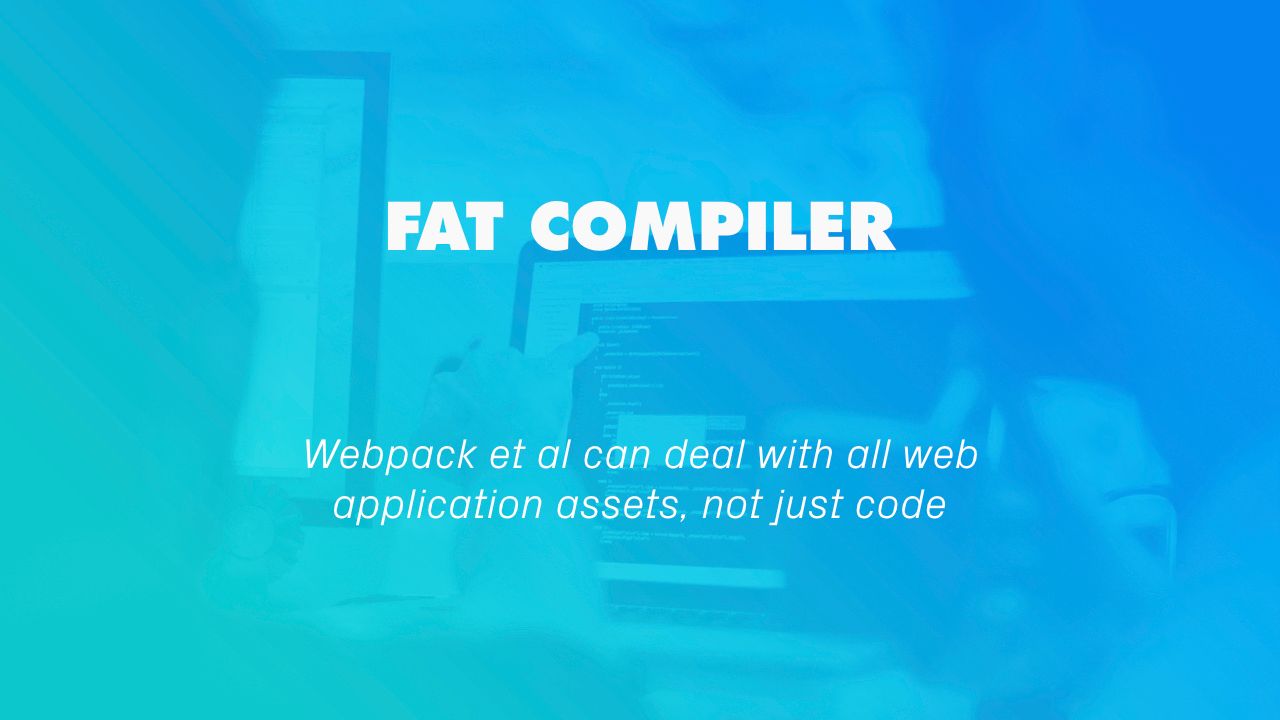 FAT COMPILER
Webpack et al can deal with all web
application assets, not just code